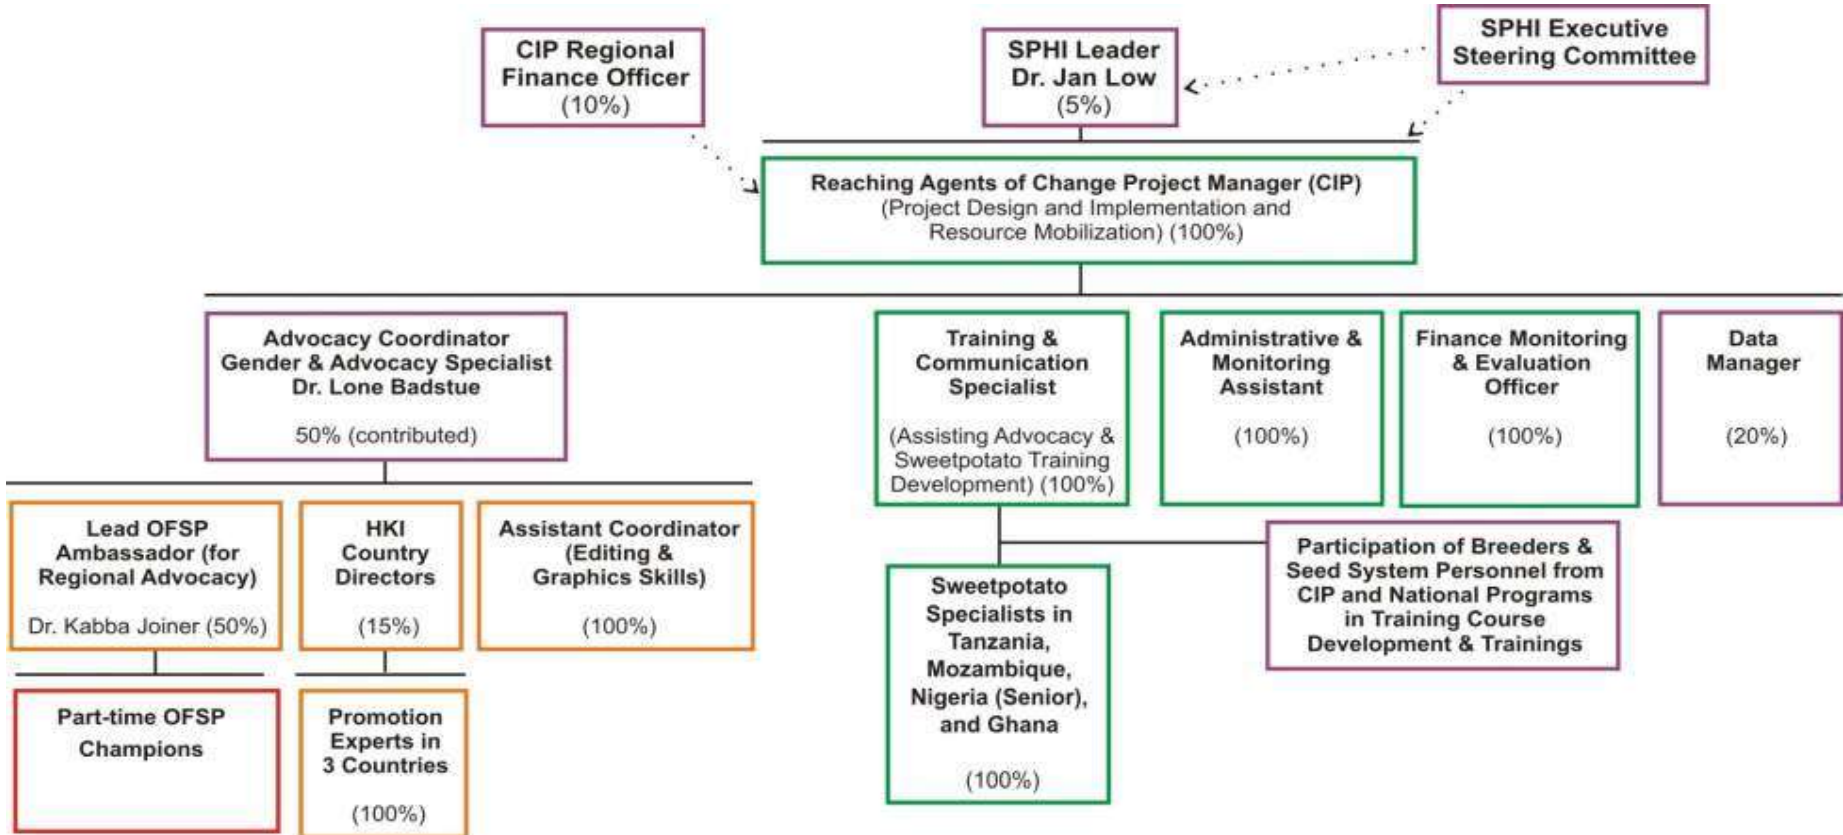 CIP Regional
Finance Officer
(10%)
SPHI Leader
Dr. Jan Low
(5%)
SPHI Executive
Steering Committee
Reaching Agents of Change Project Manager (CIP)
(Project Design and Implementation and
Resource Mobilization) (100%)
Advocacy Coordinator
Gender & Advocacy Specialist
Dr. Lone Badstue
50% (contributed)
Training &
Communication
Specialist
(Assisting Advocacy &
Sweetpotato Training
Development) (100%)
Administrative &
Monitoring
Assistant
(100%)
Finance Monitoring
& Evaluation
Officer
(100%)
Data
Manager
(20%)
Lead OFSP
Ambassador (for
Regional Advocacy)
Dr. Kabba Joiner (50%)
HKI
Country
Directors
(15%)
Assistant Coordinator
(Editing &
Graphics Skills)
(100%)
Sweetpotato
Specialists in
Tanzania,
Mozambique,
Nigeria (Senior),
and Ghana
(100%)
Participation of Breeders &
Seed System Personnel from
CIP and National Programs
in Training Course
Development & Trainings
Part-time OFSP
Champions
Promotion
Experts in
3 Countries
(100%)